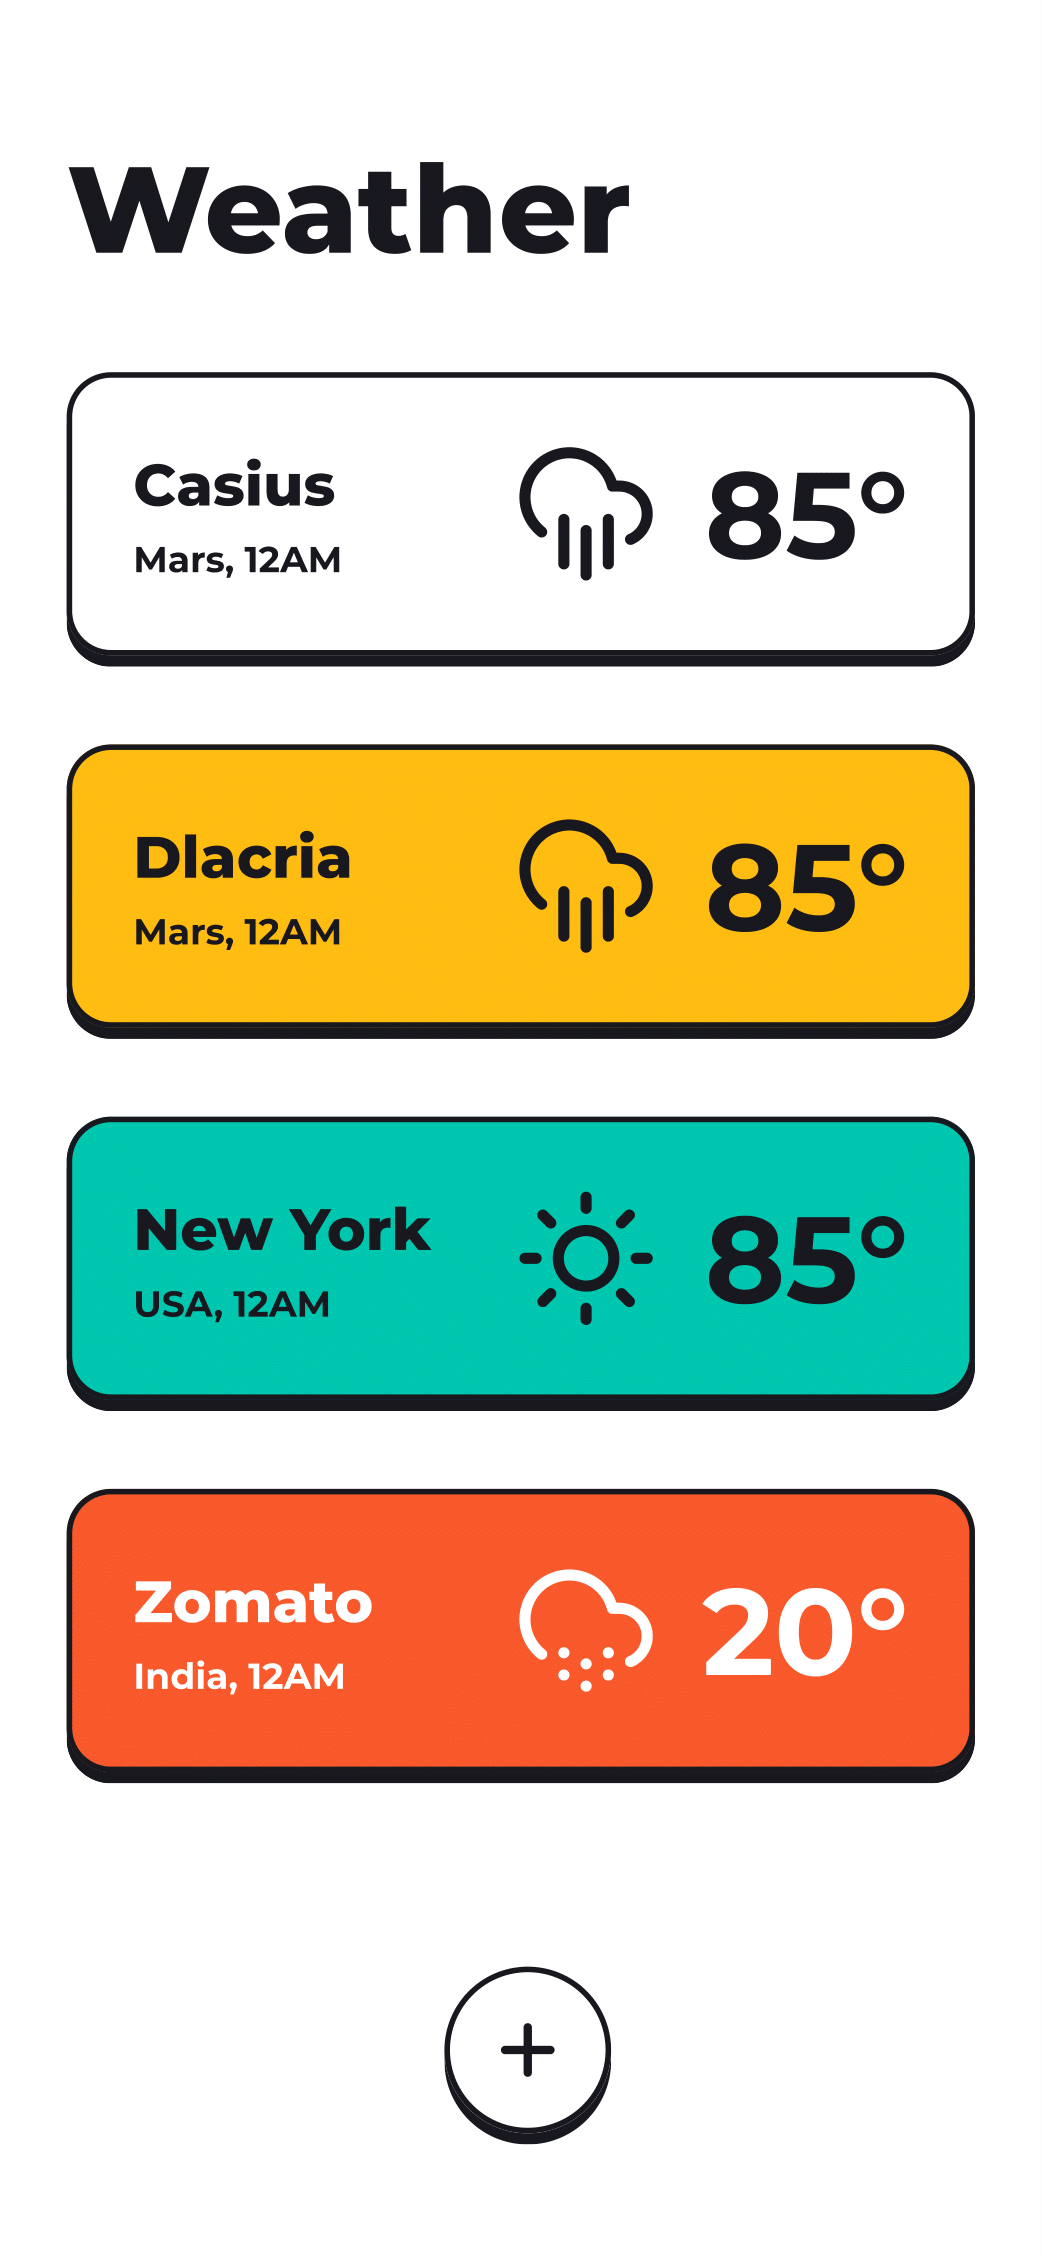 Weather
Casius
Mars, 12AM
85°
Dlacria
Mars, 12AM
85°
New York
USA, 12AM
85°
Zomato
India, 12AM
20°